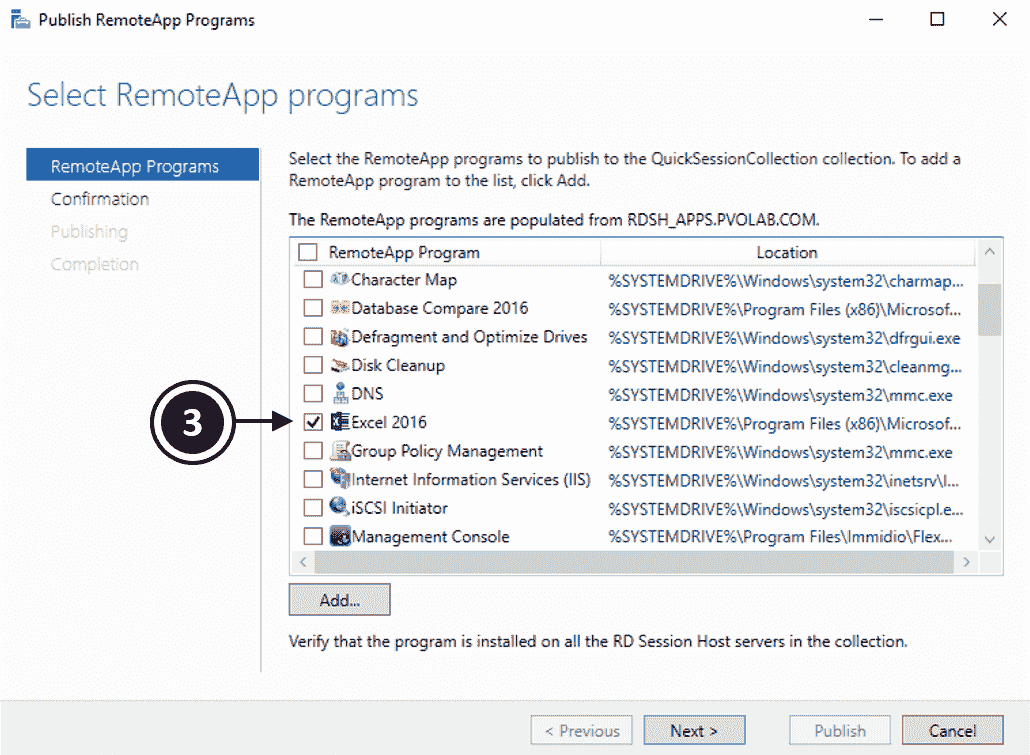 Publish RemoteApp Programs
Select RemoteApp programs
RemoteApp Programs
Confirmation
Publishing
Completion
Select the RemoteApp programs to publish to the QuickSessionCollection collection. To add a
RemoteApp program to the list, click Add.
The RemoteApp programs are populated from RDSH_APPS.PVOLAB.COM.
RemoteApp Program Location
Character Map %SYSTEMDRIVE%\Windows\system32\charmap...
Database Compare 2016 %SYSTEMDRIVE%\Program Files (x86)\Microsof...
Defragment and Optimize Drives %SYSTEMDRIVE%\Windows\system32\dfrgui.exe
Disk Cleanup %SYSTEMDRIVE%\Windows\system32\cleanmg...
DNS %SYSTEMDRIVE%\Windows\system32\mmc.exe
3 Excel 2016 %SYSTEMDRIVE%\Program Files (x86)\Microsof...
Group Policy Management %SYSTEMDRIVE%\Windows\system32\mmc.exe
Internet Information Services (IIS) %SYSTEMDRIVE%\Windows\system32\inetsrv\I...
iSCSI Initiator %SYSTEMDRIVE%\Windows\system32\iscsicpl.e...
Management Console %SYSTEMDRIVE%\Program Files\Immidio\Flex...
Add...
Verify that the program is installed on all the RD Session Host servers in the collection.
< Previous Next > Publish Cancel